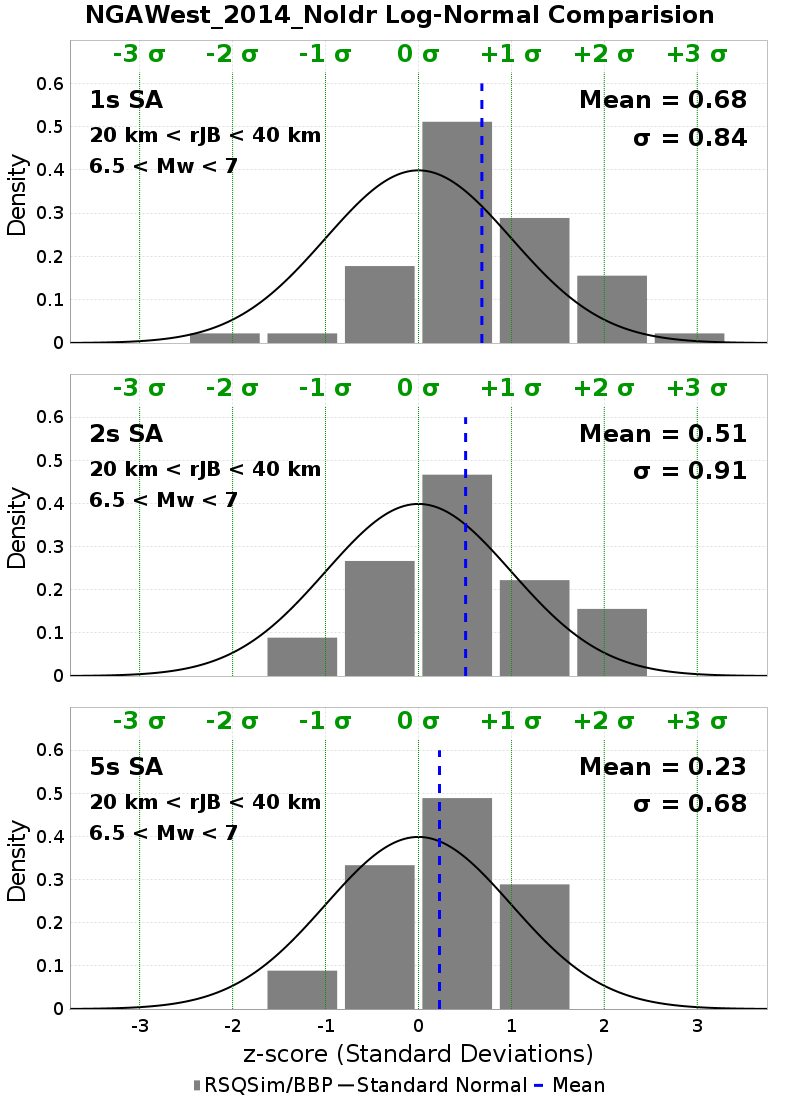 NGAWest_2014_NoIdr Log-Normal Comparision
-3 σ -2 σ -1 σ 0 σ +1 σ +2 σ +3 σ
0.6
1s SA Mean = 0.68
0.5
20 km < rJB < 40 km σ = 0.84
6.5 < Mw < 7
0.4
0.3
0.2
0.1
0
Density
-3 σ -2 σ -1 σ 0 σ +1 σ +2 σ +3 σ
0.6
2s SA Mean = 0.51
0.5
20 km < rJB < 40 km σ = 0.91
6.5 < Mw < 7
0.4
0.3
0.2
0.1
0
Density
-3 σ -2 σ -1 σ 0 σ +1 σ +2 σ +3 σ
0.6
5s SA Mean = 0.23
0.5
20 km < rJB < 40 km σ = 0.68
6.5 < Mw < 7
0.4
0.3
0.2
0.1
0
Density
-3 -2 -1 0 1 2 3
z-score (Standard Deviations)
RSQSim/BBP Standard Normal Mean